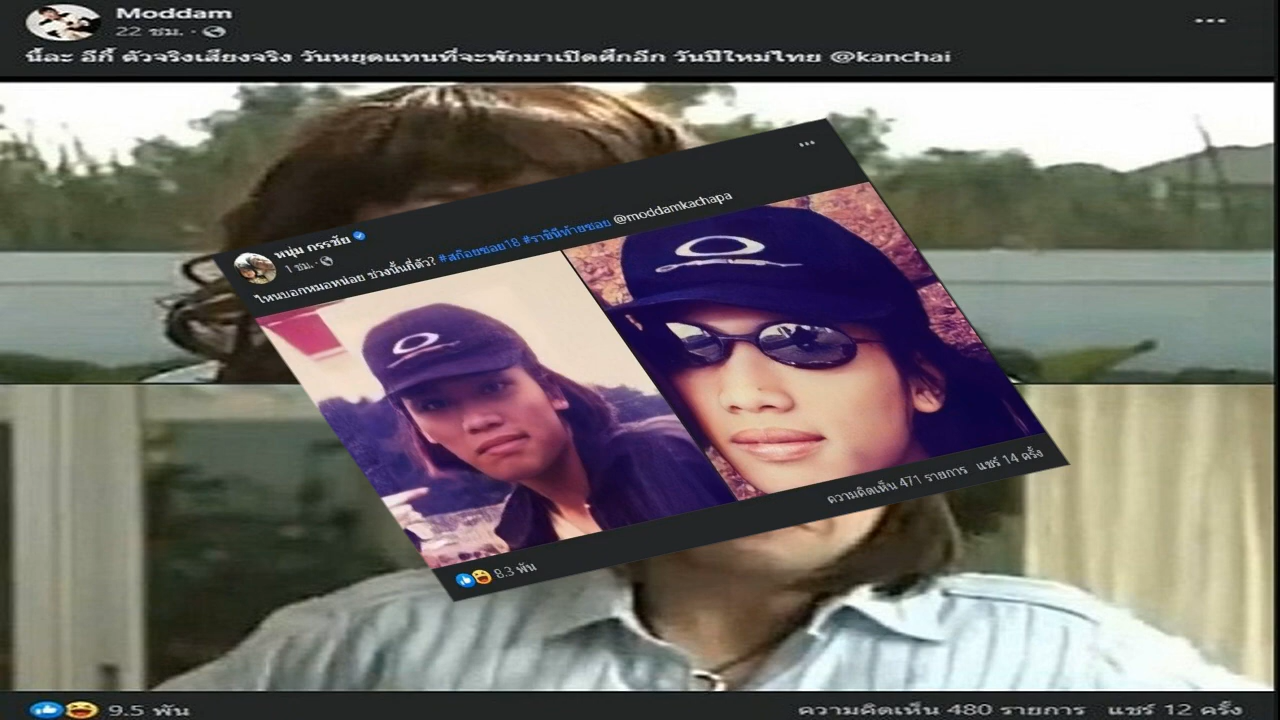 Moddam
22 ชม.
นี้ละ อีกี้ ตัวจริงเสียงจริง วันหยุดแทนที่จะพักมาเปิดศึกอีก วันปีใหม่ไทย @kanchai
หนุ่ม กรรชัย
1 ชม.
ไหนบอกหมอหน่อย ช่วงนั้นกี่ตัว? #สก๊อยซอย18 #ราชินีท้ายซอย @moddamkachapa
8.3 พัน
ความคิดเห็น 471 รายการ แชร์ 14 ครั้ง
9.5 พัน
ความคิดเห็น 480 รายการ แชร์ 12 ครั้ง